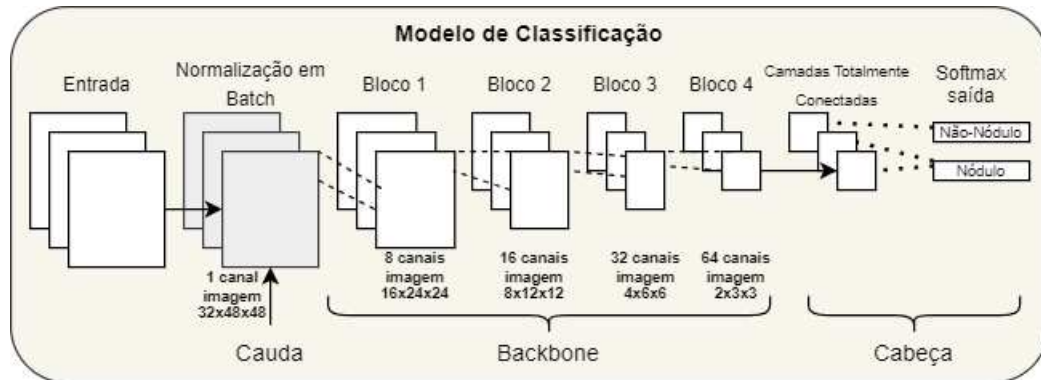 Modelo de Classificação
Entrada
Normalização em
Batch
Bloco 1
Bloco 2
Bloco 3
Bloco 4
Camadas Totalmente
Conectadas
Softmax
saída
Não-Nódulo
Nódulo
1 canal
imagem
32x48x48
8 canais
imagem
16x24x24
16 canais
imagem
8x12x12
32 canais
imagem
4x6x6
64 canais
imagem
2x3x3
Cauda
Backbone
Cabeça